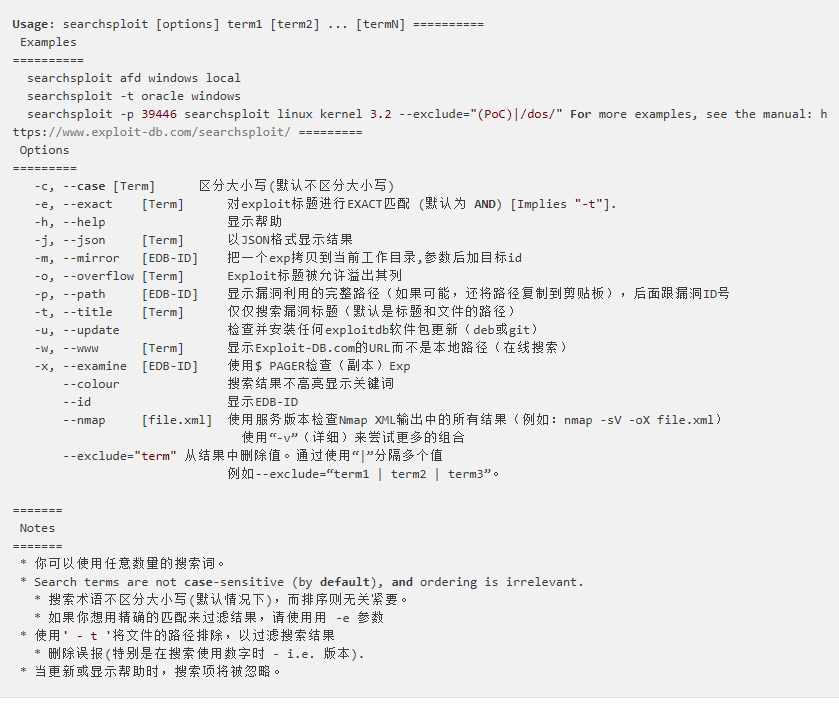 Usage: searchsploit [options] term1 [term2] ... [termN] ==========
Examples
==========
searchsploit afd windows local
searchsploit -t oracle windows
searchsploit -p 39446 searchsploit linux kernel 3.2 --exclude="(PoC)|/dos/" For more examples, see the manual: h
ttps://www.exploit-db.com/searchsploit/ =========
Options
=========
-c, --case [Term] 区分大小写(默认不区分大小写)
-e, --exact [Term] 对exploit标题进行EXACT匹配 (默认为 AND) [Implies "-t"].
-h, --help 显示帮助
-j, --json [Term] 以JSON格式显示结果
-m, --mirror [EDB-ID] 把一个exp拷贝到当前工作目录,参数后加目标id
-o, --overflow [Term] Exploit标题被允许溢出其列
-p, --path [EDB-ID] 显示漏洞利用的完整路径（如果可能，还将路径复制到剪贴板），后面跟漏洞ID号
-t, --title [Term] 仅仅搜索漏洞标题（默认是标题和文件的路径）
-u, --update 检查并安装任何exploitdb软件包更新（deb或git）
-w, --www [Term] 显示Exploit-DB.com的URL而不是本地路径（在线搜索）
-x, --examine [EDB-ID] 使用$ PAGER检查（副本）Exp
--colour 搜索结果不高亮显示关键词
--id 显示EDB-ID
--nmap [file.xml] 使用服务版本检查Nmap XML输出中的所有结果（例如：nmap -sV -oX file.xml）
使用“-v”（详细）来尝试更多的组合
--exclude="term" 从结果中删除值。通过使用“|”分隔多个值
例如--exclude=“term1 | term2 | term3”。
=======
Notes
=======
* 你可以使用任意数量的搜索词。
* Search terms are not case-sensitive (by default), and ordering is irrelevant.
* 搜索术语不区分大小写(默认情况下)，而排序则无关紧要。
* 如果你想用精确的匹配来过滤结果，请使用用 -e 参数
* 使用' - t '将文件的路径排除，以过滤搜索结果
* 删除误报(特别是在搜索使用数字时 - i.e. 版本).
* 当更新或显示帮助时，搜索项将被忽略。